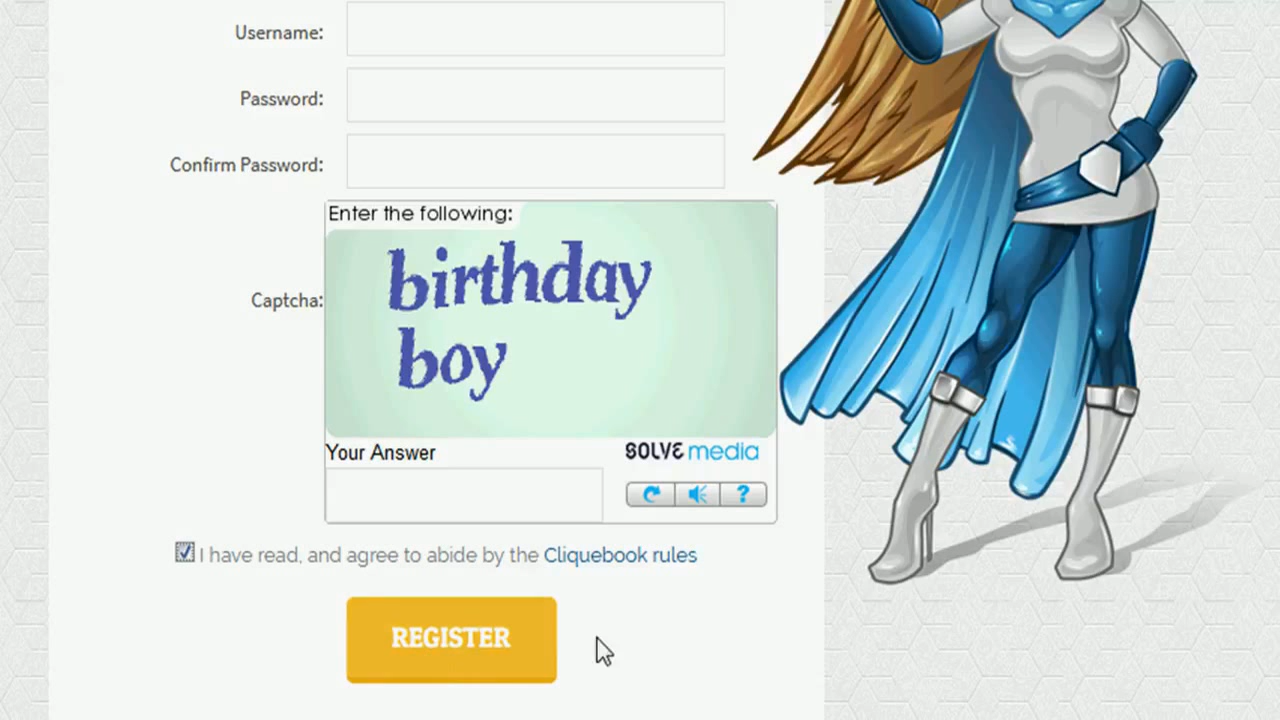 Username:
Password:
Confirm Password:
Enter the following:
birthday
Captcha:
boy
Your Answer
SOLVE media
?
I have read, and agree to abide by the Cliquebook rules
REGISTER